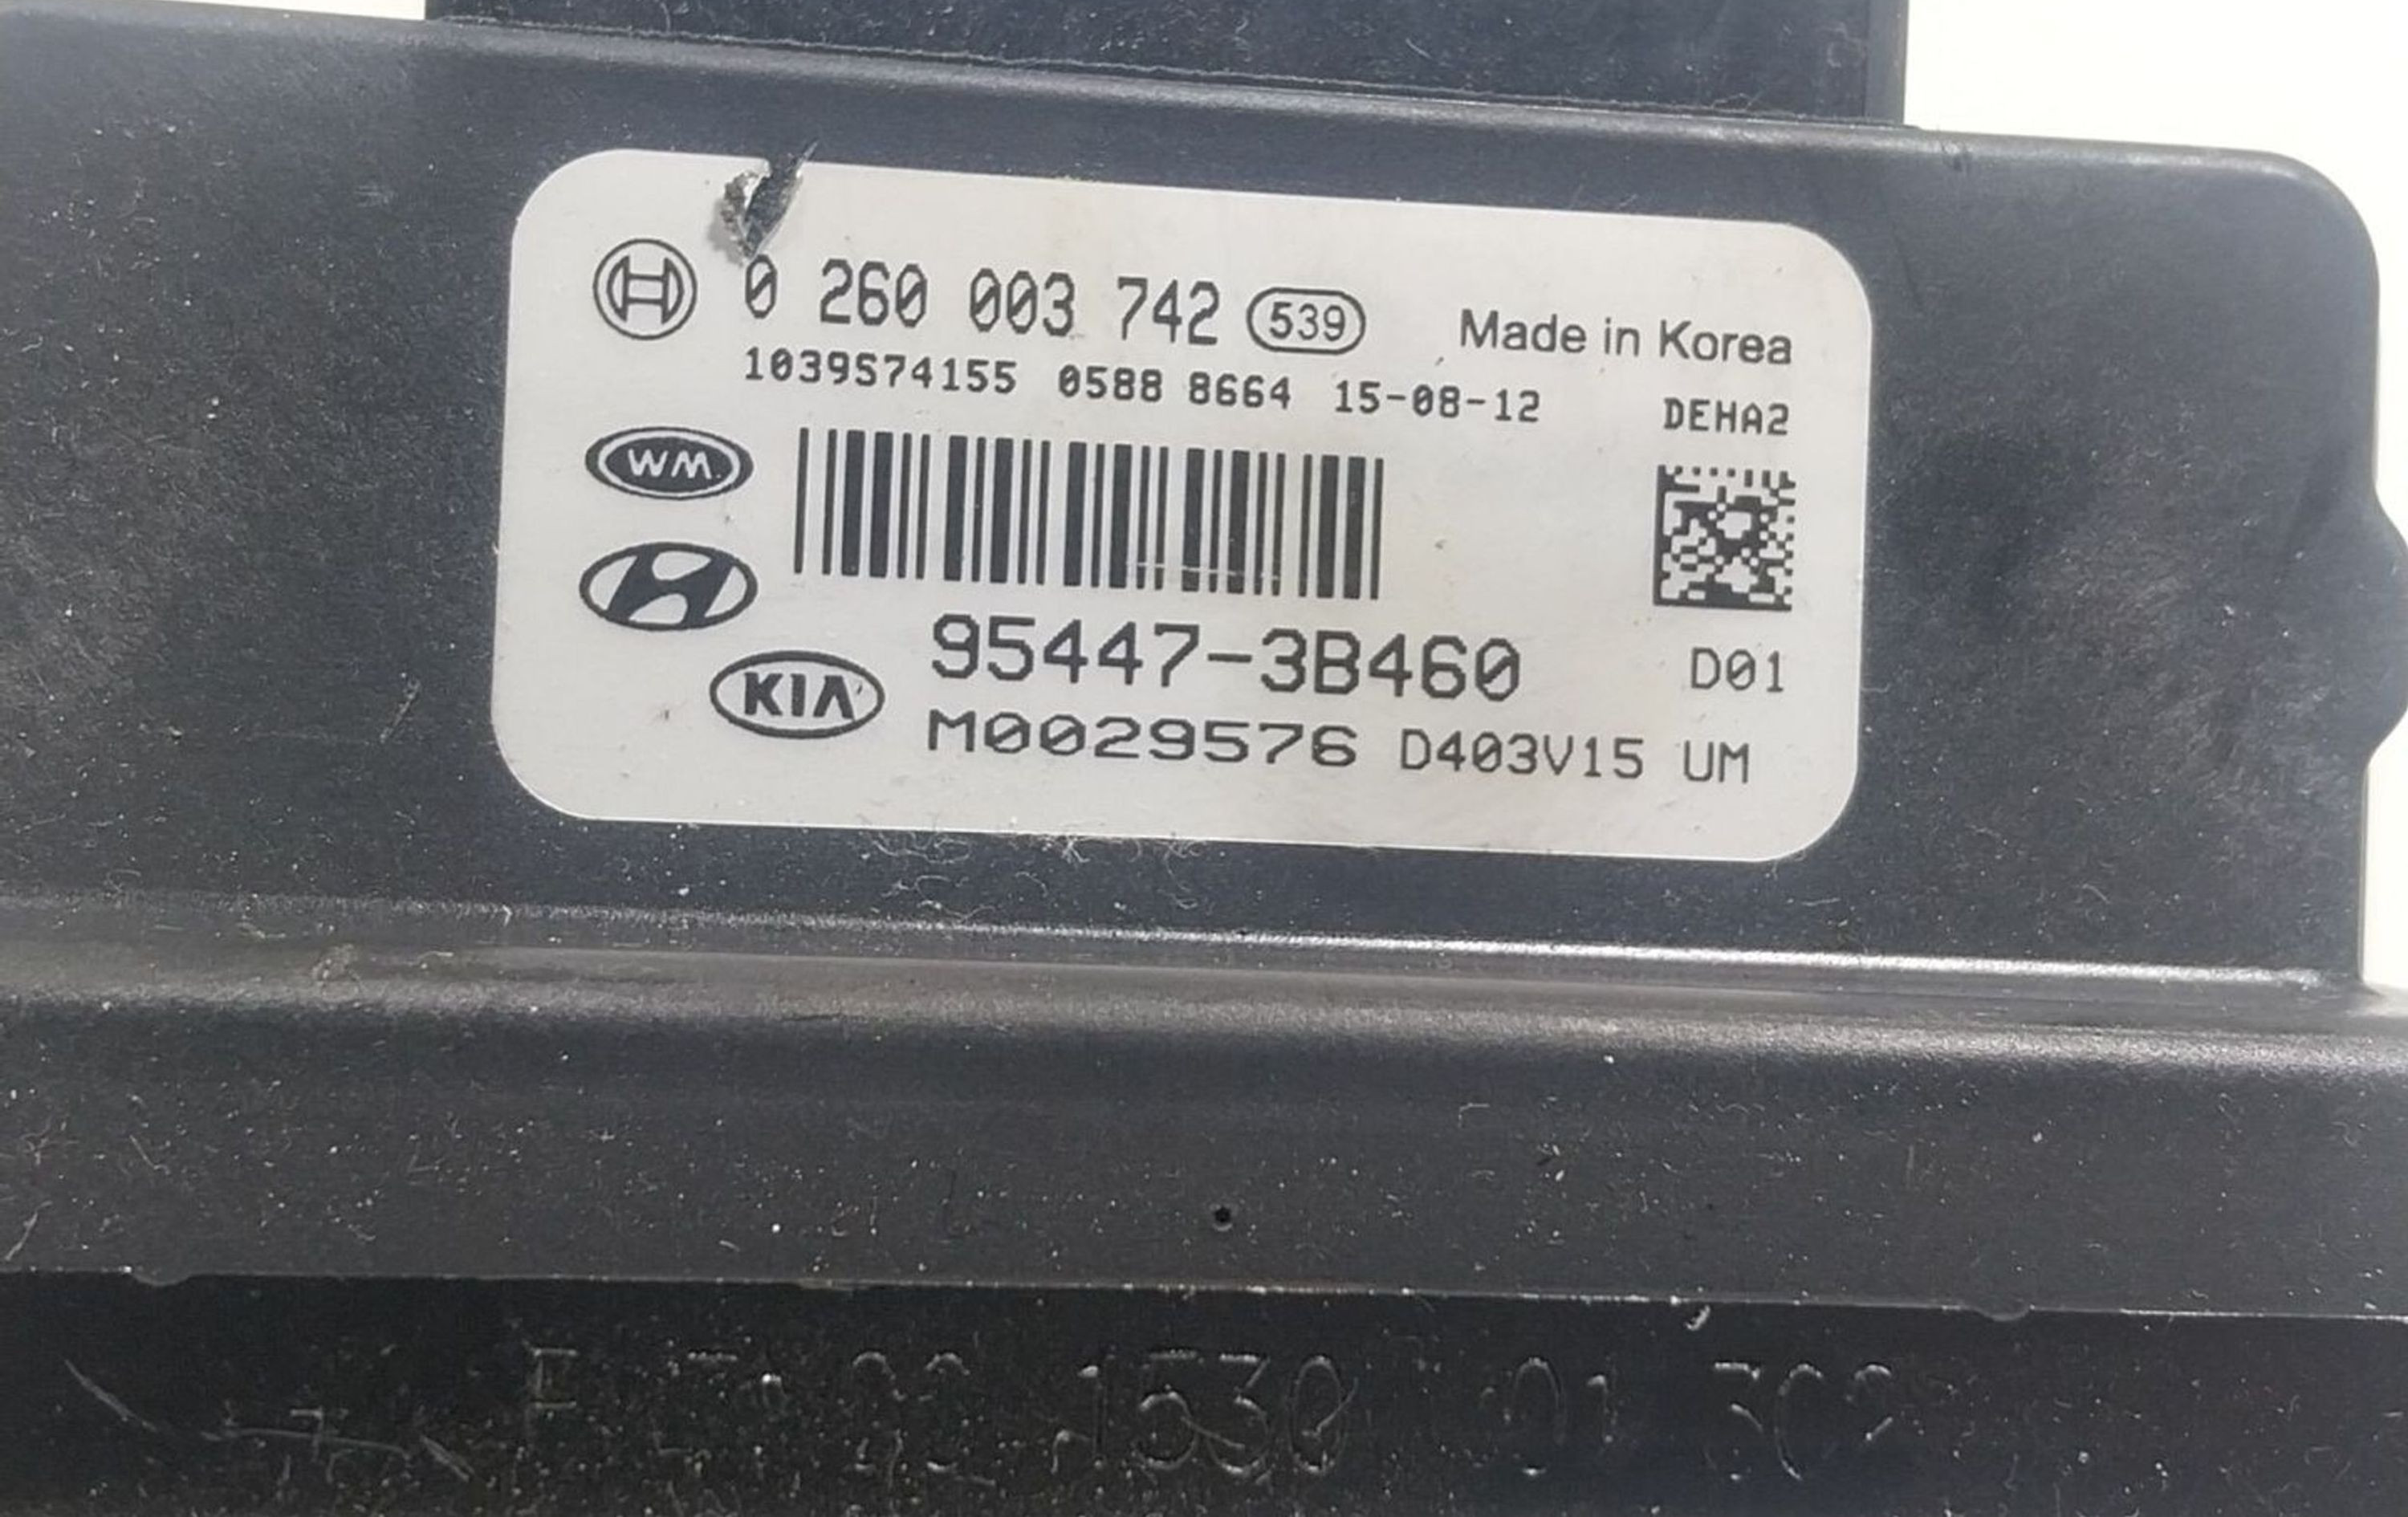 0 260 003 742 539 Made in Korea
1039S74155 0588 8664 15-08-12 DEHA2
WM
95447-3B460 D01
KIA
M0029576 D403V15 UM
1530